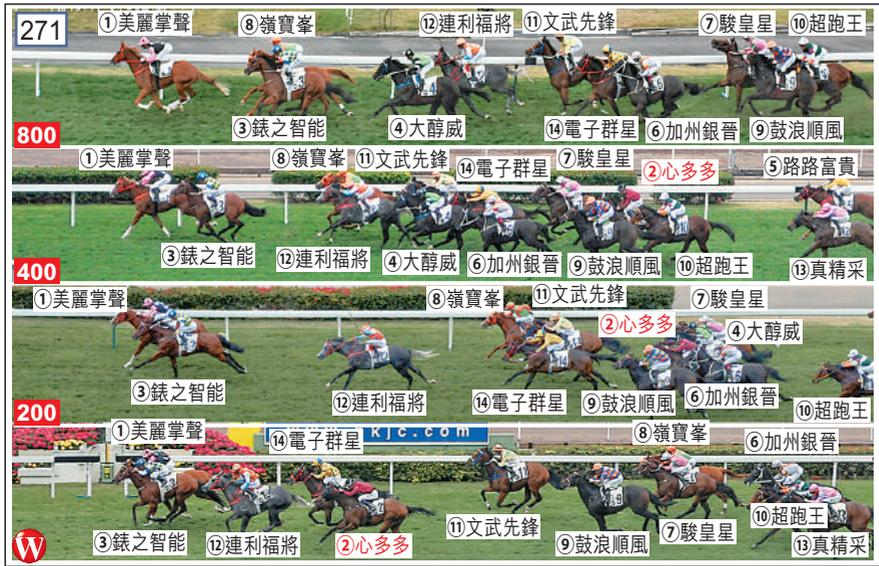 271
①美麗掌聲 ⑧嶺寶峯 ⑫連利福將 ⑪文武先鋒 ⑦駿皇星 ⑩超跑王
800 ③錶之智能 ④大醇威 ⑭電子群星 ⑥加州銀晉 ⑨鼓浪順風
①美麗掌聲 ⑧嶺寶峯 ⑪文武先鋒 ⑭電子群星 ⑦駿皇星 ②心多多 ⑤路路富貴
400 ③錶之智能 ⑫連利福將 ④大醇威 ⑥加州銀晉 ⑨鼓浪順風 ⑩超跑王 ⑬真精采
①美麗掌聲 ⑧嶺寶峯 ⑪文武先鋒 ②心多多 ⑦駿皇星 ④大醇威
200 ③錶之智能 ⑫連利福將 ⑭電子群星 ⑨鼓浪順風 ⑥加州銀晉 ⑩超跑王
①美麗掌聲 ⑭電子群星 kjc.com ⑧嶺寶峯 ⑥加州銀晉
W ③錶之智能 ⑫連利福將 ②心多多 ⑪文武先鋒 ⑨鼓浪順風 ⑦駿皇星 ⑩超跑王 ⑬真精采